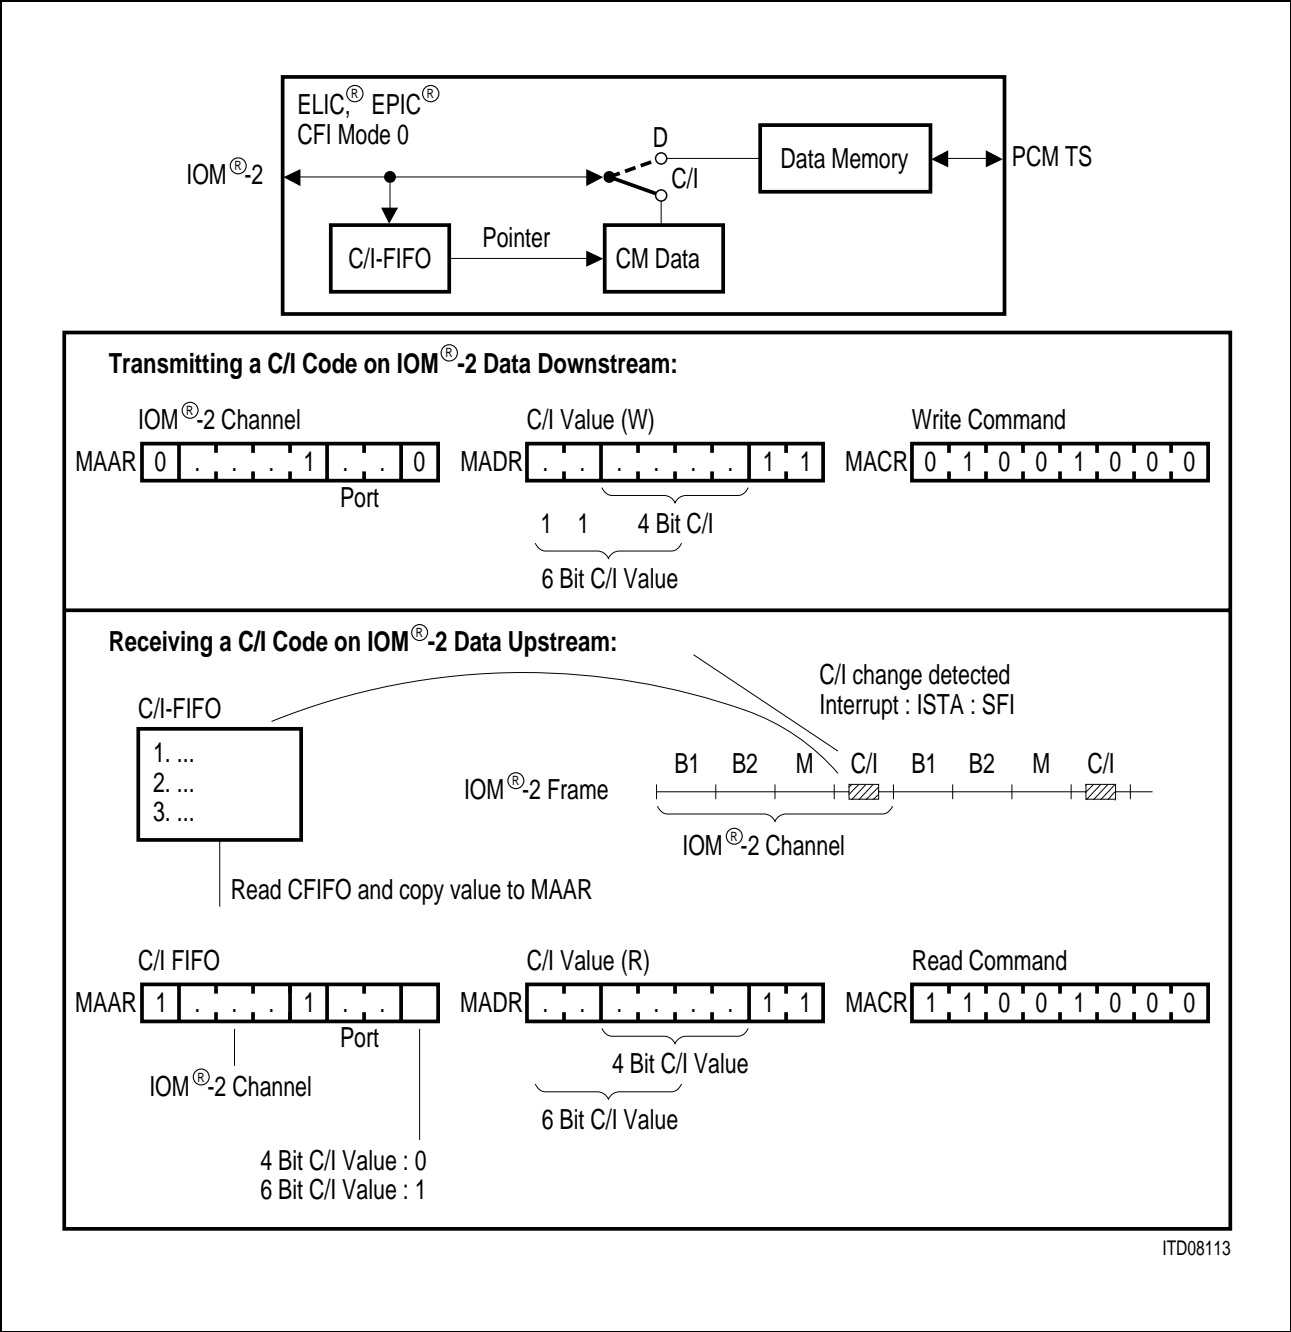 ELIC,® EPIC®
CFI Mode 0
IOM®-2
D
C/I
Data Memory
PCM TS
C/I-FIFO
Pointer
CM Data
Transmitting a C/I Code on IOM®-2 Data Downstream:
IOM®-2 Channel
C/I Value (W)
Write Command
MAAR 0 . . . 1 . . 0
MADR . . . . . . 1 1
MACR 0 1 0 0 1 0 0 0
Port
1 1 4 Bit C/I
6 Bit C/I Value
Receiving a C/I Code on IOM®-2 Data Upstream:
C/I change detected
Interrupt : ISTA : SFI
C/I-FIFO
1. ...
2. ...
3. ...
B1 B2 M C/I B1 B2 M C/I
IOM®-2 Frame
IOM®-2 Channel
Read CFIFO and copy value to MAAR
C/I FIFO
C/I Value (R)
Read Command
MAAR 1 . . . 1 . .
MADR . . . . . . 1 1
MACR 1 1 0 0 1 0 0 0
Port
4 Bit C/I Value
IOM®-2 Channel
6 Bit C/I Value
4 Bit C/I Value : 0
6 Bit C/I Value : 1
ITD08113